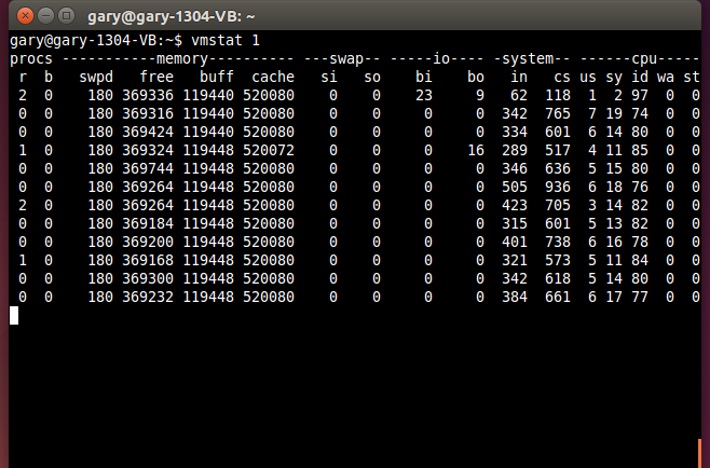 gary@gary-1304-VB: ~
gary@gary-1304-VB:~$ vmstat 1
procs -----------memory---------- ---swap-- -----io---- -system-- ------cpu-----
 r  b   swpd   free   buff  cache   si   so    bi    bo   in   cs us sy id wa st
 2  0    180 369336 119440 520080    0    0    23     9   62  118  1  2 97  0  0
 0  0    180 369316 119440 520080    0    0     0     0  342  765  7 19 74  0  0
 0  0    180 369424 119440 520080    0    0     0     0  334  601  6 14 80  0  0
 1  0    180 369324 119448 520072    0    0     0    16  289  517  4 11 85  0  0
 0  0    180 369744 119448 520080    0    0     0     0  346  636  5 15 80  0  0
 0  0    180 369264 119448 520080    0    0     0     0  505  936  6 18 76  0  0
 2  0    180 369264 119448 520080    0    0     0     0  423  705  3 14 82  0  0
 0  0    180 369184 119448 520080    0    0     0     0  315  601  5 13 82  0  0
 0  0    180 369200 119448 520080    0    0     0     0  401  738  6 16 78  0  0
 1  0    180 369168 119448 520080    0    0     0     0  321  573  5 11 84  0  0
 0  0    180 369300 119448 520080    0    0     0     0  342  618  5 14 80  0  0
 0  0    180 369232 119448 520080    0    0     0     0  384  661  6 17 77  0  0